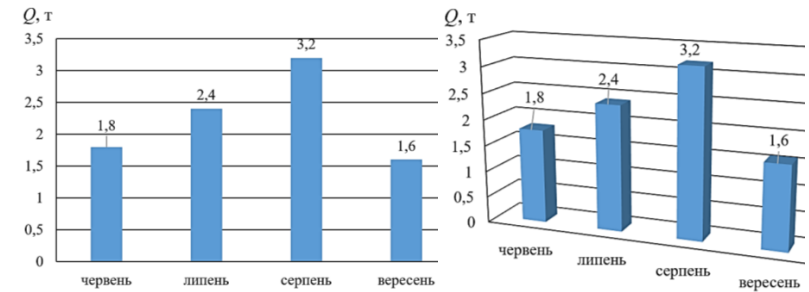 Q, т
3,5
3
2,5
2
1,5
1
0,5
0
1,8
2,4
3,2
1,6
червень
липень
серпень
вересень
Q, т
3,5
3
2,5
2
1,5
1
0,5
0
1,8
2,4
3,2
1,6
червень
липень
серпень
вересень